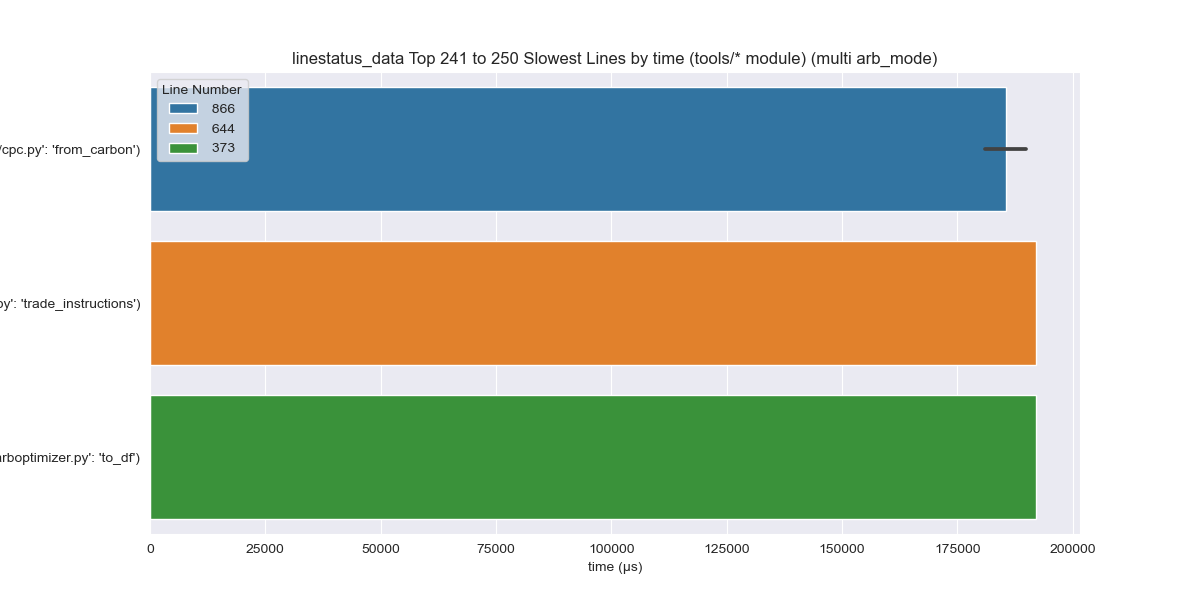 linestatus_data Top 241 to 250 Slowest Lines by time (tools/* module) (multi arb_mode)
Line Number
866
644
373
/cpc.py': 'from_carbon')
py': 'trade_instructions')
arboptimizer.py': 'to_df')
0 25000 50000 75000 100000 125000 150000 175000 200000
time (µs)